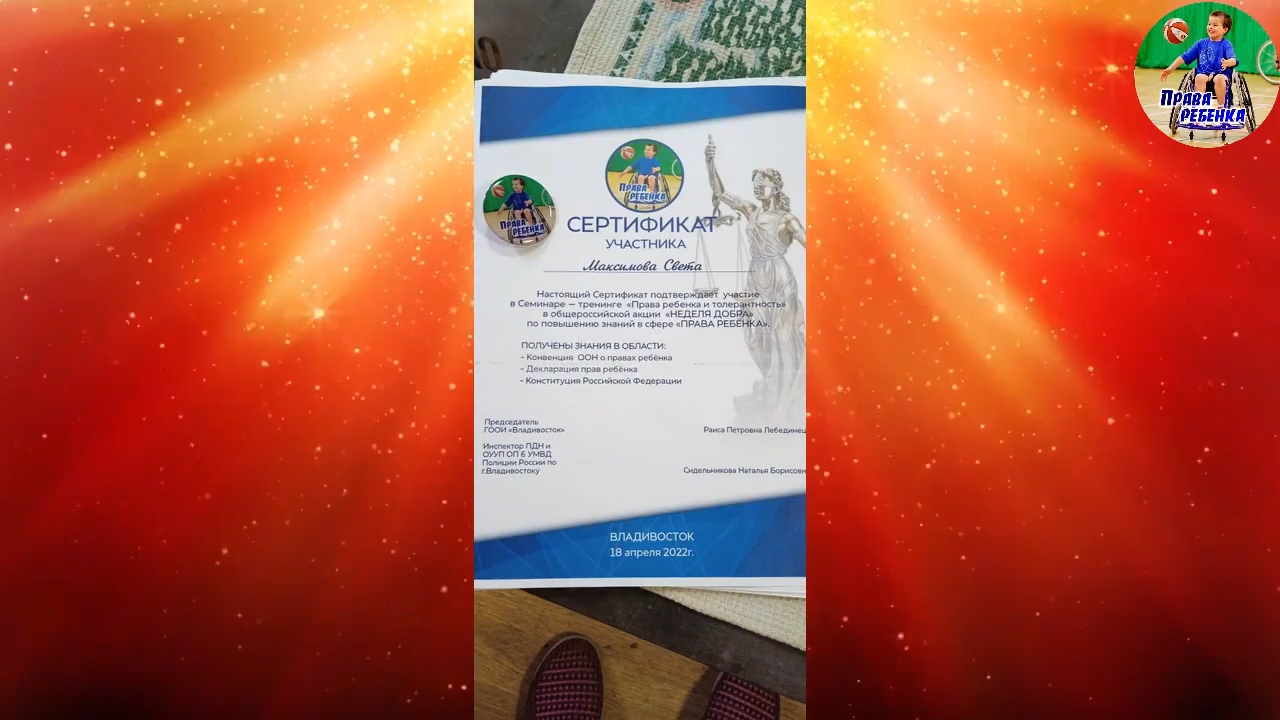 ПРАВА-
РЕБЕНКА
ПРАВА-
РЕБЕНКА
ПРАВА-
РЕБЕНКА
СЕРТИФИКАТ
УЧАСТНИКА
Максимова Света
Настоящий Сертификат подтверждает участие
в Семинаре – тренинге «Права ребенка и толерантность»
в общероссийской акции «НЕДЕЛЯ ДОБРА»
по повышению знаний в сфере «ПРАВА РЕБЁНКА».
ПОЛУЧЕНЫ ЗНАНИЯ В ОБЛАСТИ:
- Конвенция ООН о правах ребёнка
- Декларация прав ребёнка
- Конституция Российской Федерации
Председатель
ГООИ «Владивосток»
Раиса Петровна Лебединец
Инспектор ПДН и
ОУУП ОП 6 УМВД
Полиции России по
г.Владивостоку
Сидельникова Наталья Борисовн
ВЛАДИВОСТОК
18 апреля 2022г.